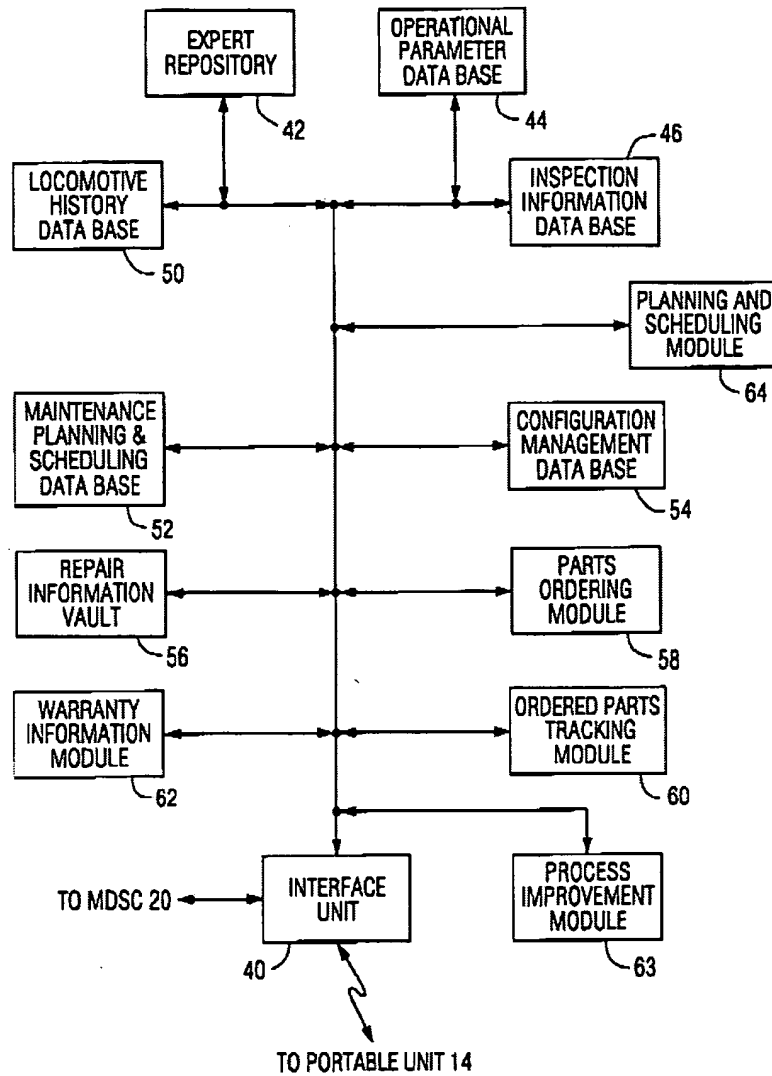 EXPERT
REPOSITORY
42
OPERATIONAL
PARAMETER
DATA BASE
44
LOCOMOTIVE
HISTORY
DATA BASE
50
46
INSPECTION
INFORMATION
DATA BASE
PLANNING AND
SCHEDULING
MODULE
64
MAINTENANCE
PLANNING &
SCHEDULING
DATA BASE
52
CONFIGURATION
MANAGEMENT
DATA BASE
54
REPAIR
INFORMATION
VAULT
56
PARTS
ORDERING
MODULE
58
WARRANTY
INFORMATION
MODULE
62
ORDERED PARTS
TRACKING
MODULE
60
TO MDSC 20
INTERFACE
UNIT
40
PROCESS
IMPROVEMENT
MODULE
63
TO PORTABLE UNIT 14